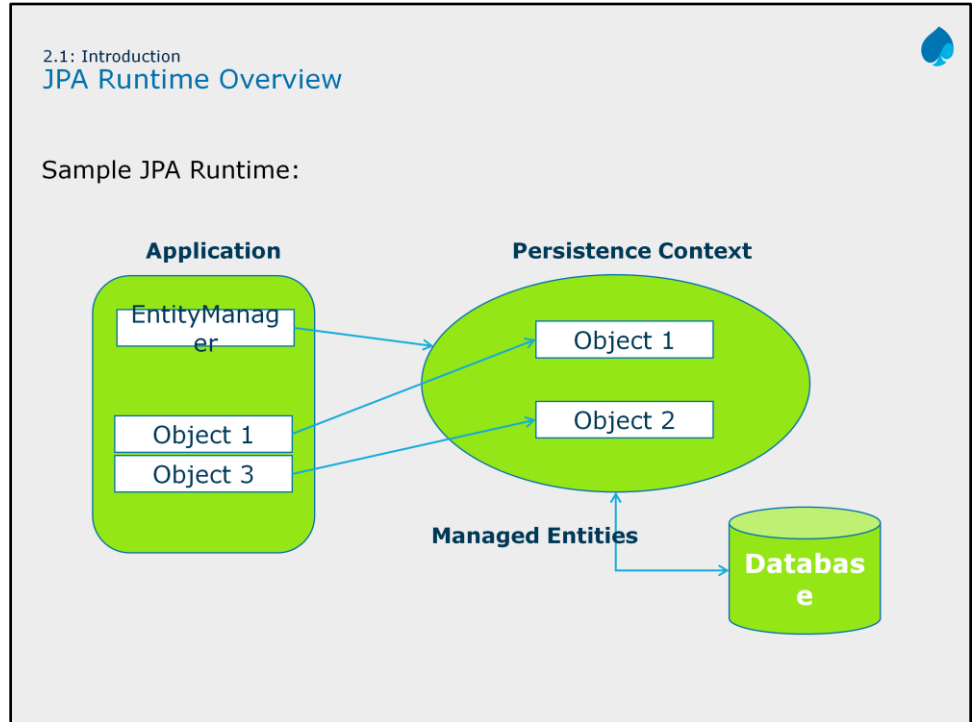 2.1: Introduction
JPA Runtime Overview
Sample JPA Runtime:
Application
Persistence Context
EntityManag
er
Object 1
Object 3
Object 1
Object 2
Managed Entities
Databas
e